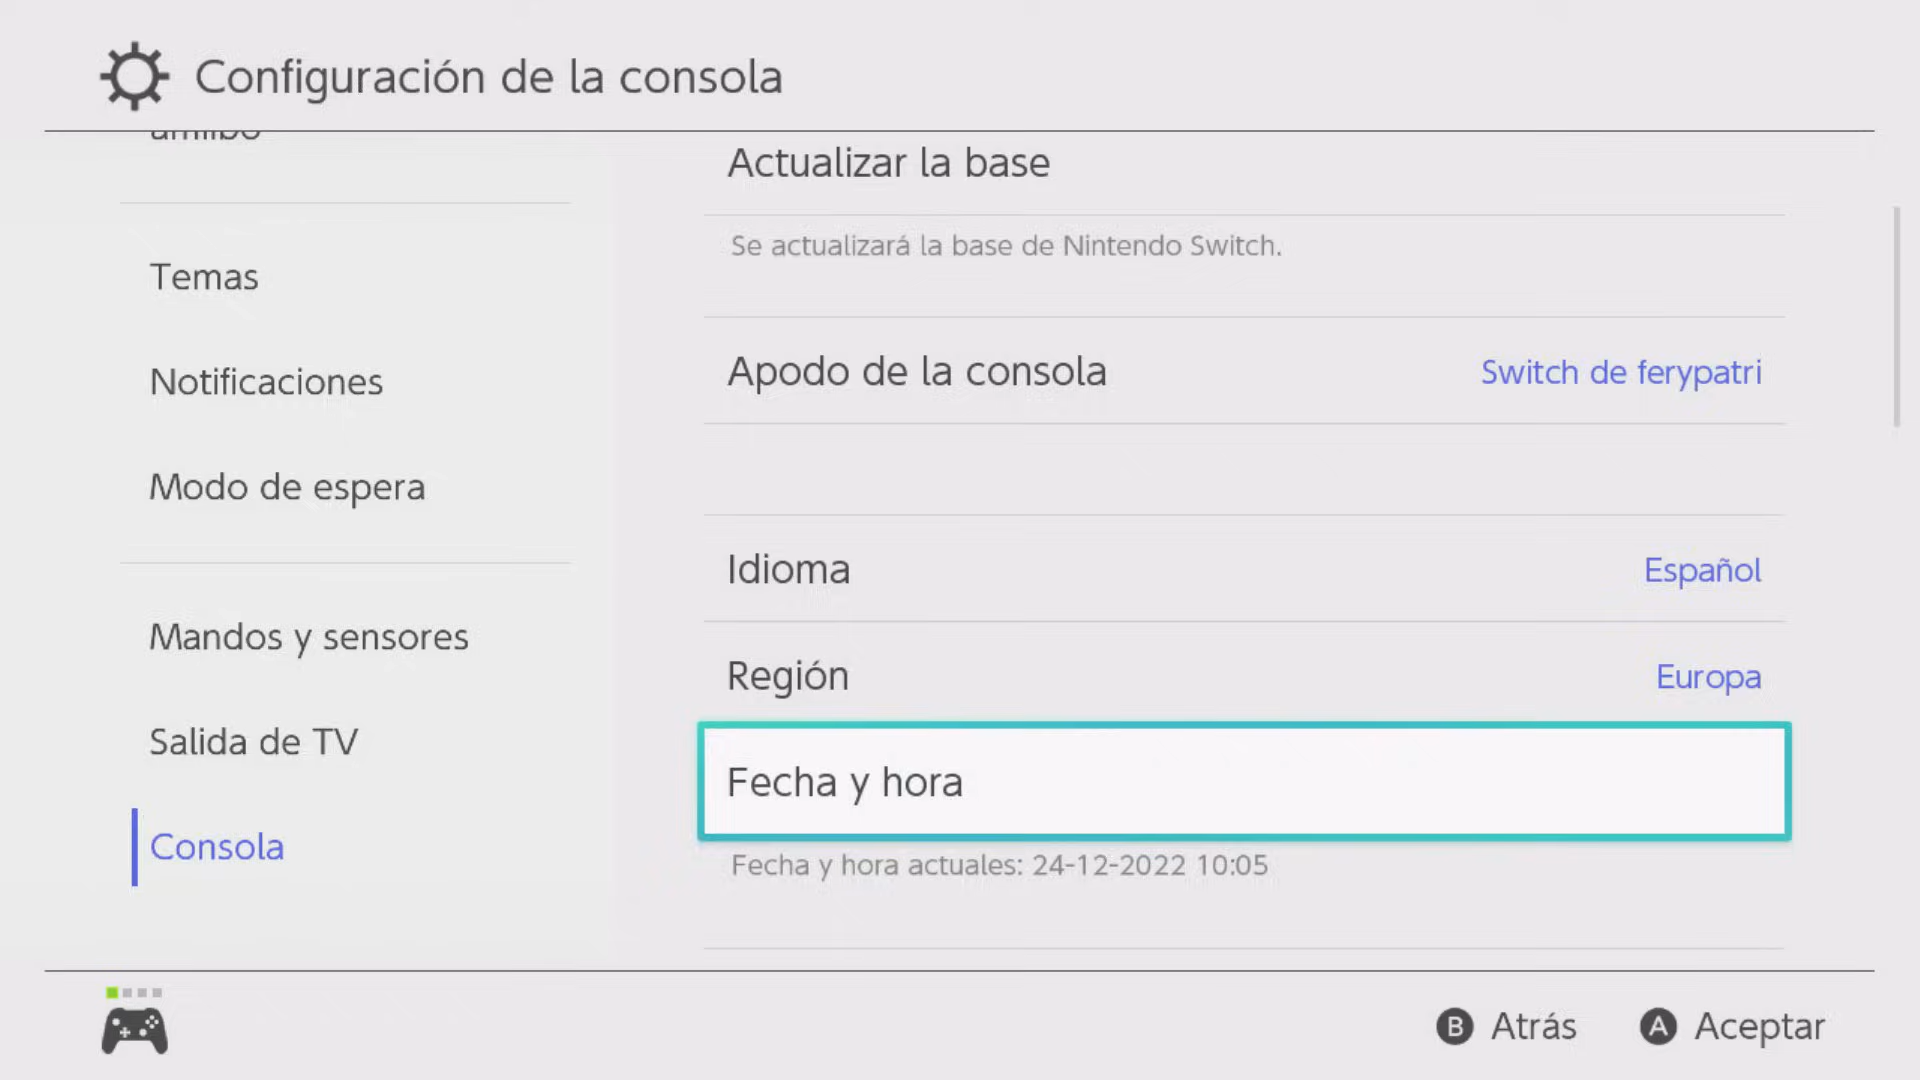 Configuración de la consola
amiibo
Temas
Notificaciones
Modo de espera
Mandos y sensores
Salida de TV
Consola
Actualizar la base
Se actualizará la base de Nintendo Switch.
Apodo de la consola
Switch de ferypatri
Idioma
Español
Región
Europa
Fecha y hora
Fecha y hora actuales: 24-12-2022 10:05
B Atrás
A Aceptar